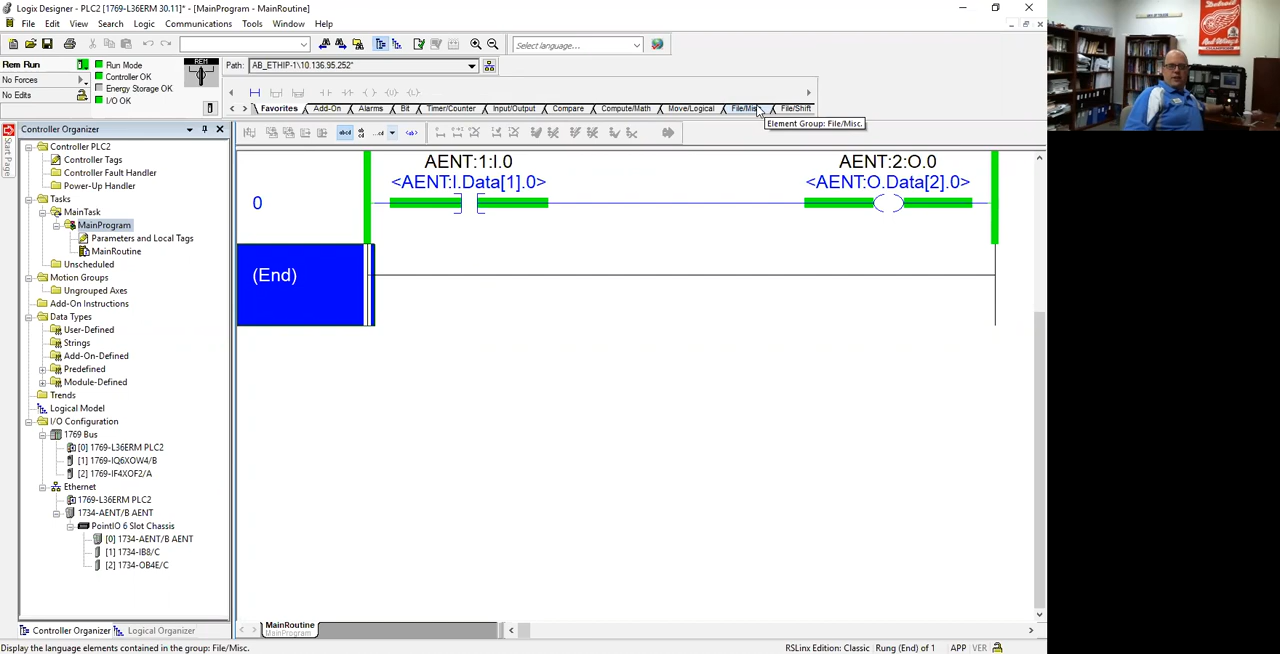 Logix Designer - PLC2 [1769-L36ERM 30.11]* - [MainProgram - MainRoutine]
File Edit View Search Logic Communications Tools Window Help
Select language...
Rem Run
Run Mode
No Forces
Controller OK
Energy Storage OK
No Edits
I/O OK
REM
Path: AB_ETHIP-1\10.136.95.252*
Favorites Add-On Alarms Bit Timer/Counter Input/Output Compare Compute/Math Move/Logical File/Misc File/Shift
Element Group: File/Misc.
Start Page
Controller Organizer
Controller PLC2
Controller Tags
Controller Fault Handler
Power-Up Handler
Tasks
MainTask
MainProgram
Parameters and Local Tags
MainRoutine
Unscheduled
Motion Groups
Ungrouped Axes
Add-On Instructions
Data Types
User-Defined
Strings
Add-On-Defined
Predefined
Module-Defined
Trends
Logical Model
I/O Configuration
1769 Bus
[0] 1769-L36ERM PLC2
[1] 1769-IQ6XOW4/B
[2] 1769-IF4XOF2/A
Ethernet
1769-L36ERM PLC2
1734-AENT/B AENT
PointIO 6 Slot Chassis
[0] 1734-AENT/B AENT
[1] 1734-IB8/C
[2] 1734-OB4E/C
Controller Organizer Logical Organizer
AENT:1:I.0
<AENT:I.Data[1].0>
AENT:2:O.0
<AENT:O.Data[2].0>
0
(End)
MainRoutine
MainProgram
Display the language elements contained in the group: File/Misc.
RSLinx Edition: Classic Rung (End) of 1 APP VER